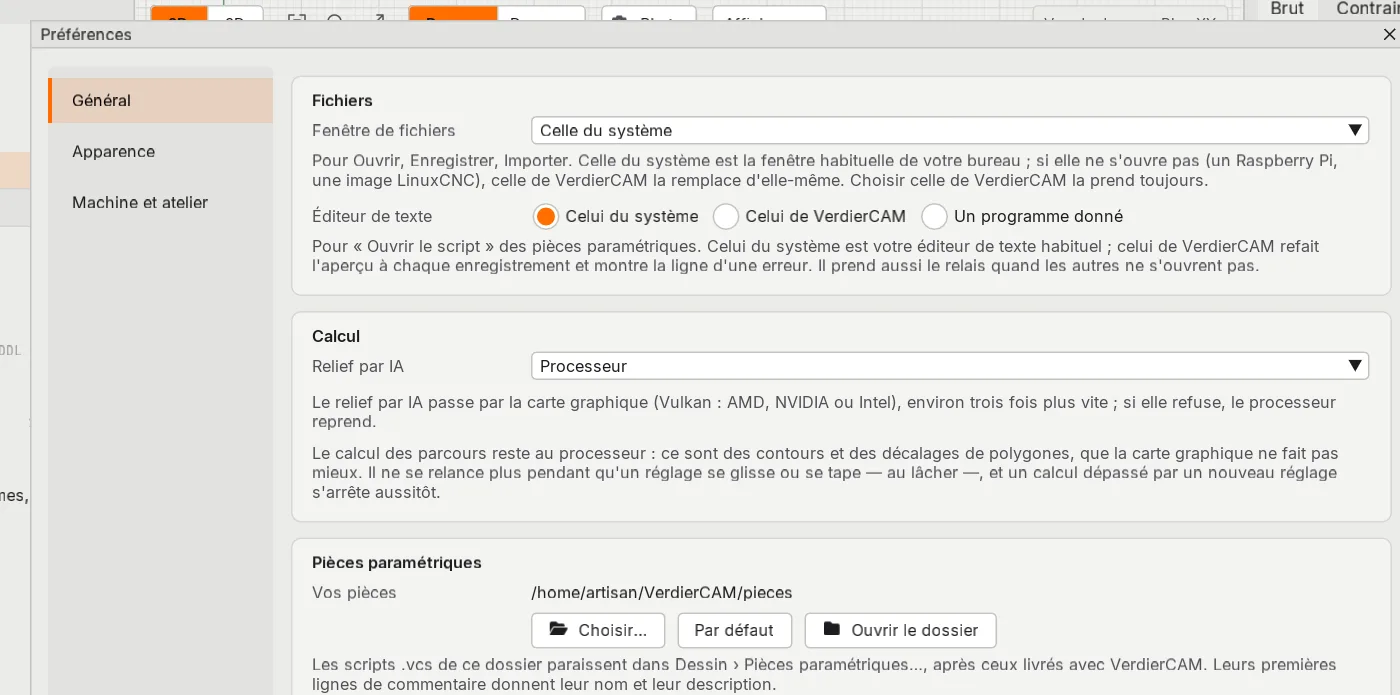 Brut
Contrain
Préférences
Général
Apparence
Machine et atelier
Fichiers
Fenêtre de fichiers
Celle du système
Pour Ouvrir, Enregistrer, Importer. Celle du système est la fenêtre habituelle de votre bureau ; si elle ne s'ouvre pas (un Raspberry Pi,
une image LinuxCNC), celle de VerdierCAM la remplace d'elle-même. Choisir celle de VerdierCAM la prend toujours.
Éditeur de texte
Celui du système
Celui de VerdierCAM
Un programme donné
Pour « Ouvrir le script » des pièces paramétriques. Celui du système est votre éditeur de texte habituel ; celui de VerdierCAM refait
l'aperçu à chaque enregistrement et montre la ligne d'une erreur. Il prend aussi le relais quand les autres ne s'ouvrent pas.
Calcul
Relief par IA
Processeur
Le relief par IA passe par la carte graphique (Vulkan : AMD, NVIDIA ou Intel), environ trois fois plus vite ; si elle refuse, le processeur
reprend.
Le calcul des parcours reste au processeur : ce sont des contours et des décalages de polygones, que la carte graphique ne fait pas
mieux. Il ne se relance plus pendant qu'un réglage se glisse ou se tape — au lâcher —, et un calcul dépassé par un nouveau réglage
s'arrête aussitôt.
Pièces paramétriques
Vos pièces
/home/artisan/VerdierCAM/pieces
Choisir...
Par défaut
Ouvrir le dossier
Les scripts .vcs de ce dossier paraissent dans Dessin › Pièces paramétriques..., après ceux livrés avec VerdierCAM. Leurs premières
lignes de commentaire donnent leur nom et leur description.